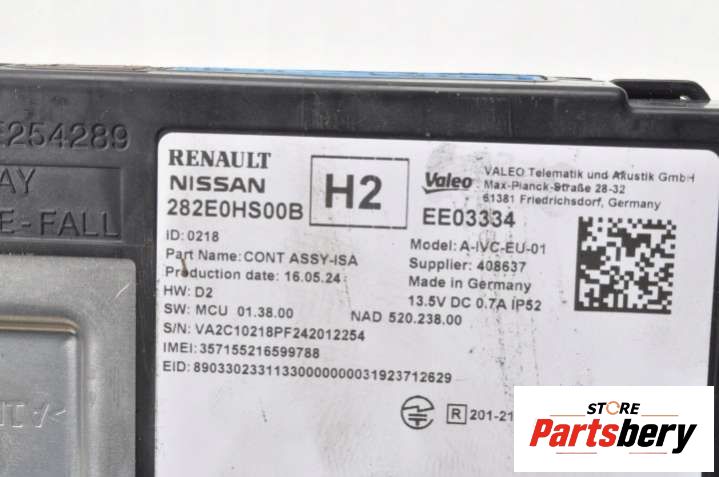 254289
AY
E-FALL
RENAULT
NISSAN
H2
282E0HS00B
Valeo
VALEO Telematik und Akustik GmbH
Max-Planck-Straße 28-32
61381 Friedrichsdorf, Germany
EE03334
ID: 0218
Part Name: CONT ASSY-ISA
Production date: 16.05.24
HW: D2
SW: MCU 01.38.00 NAD 520.238.00
Model: A-IVC-EU-01
Supplier: 408637
Made in Germany
13.5V DC 0.7A IP52
S/N: VA2C10218PF242012254
IMEI: 357155216599788
EID: 89033023311330000000031923712629
R 201-21
STORE
Partsbery